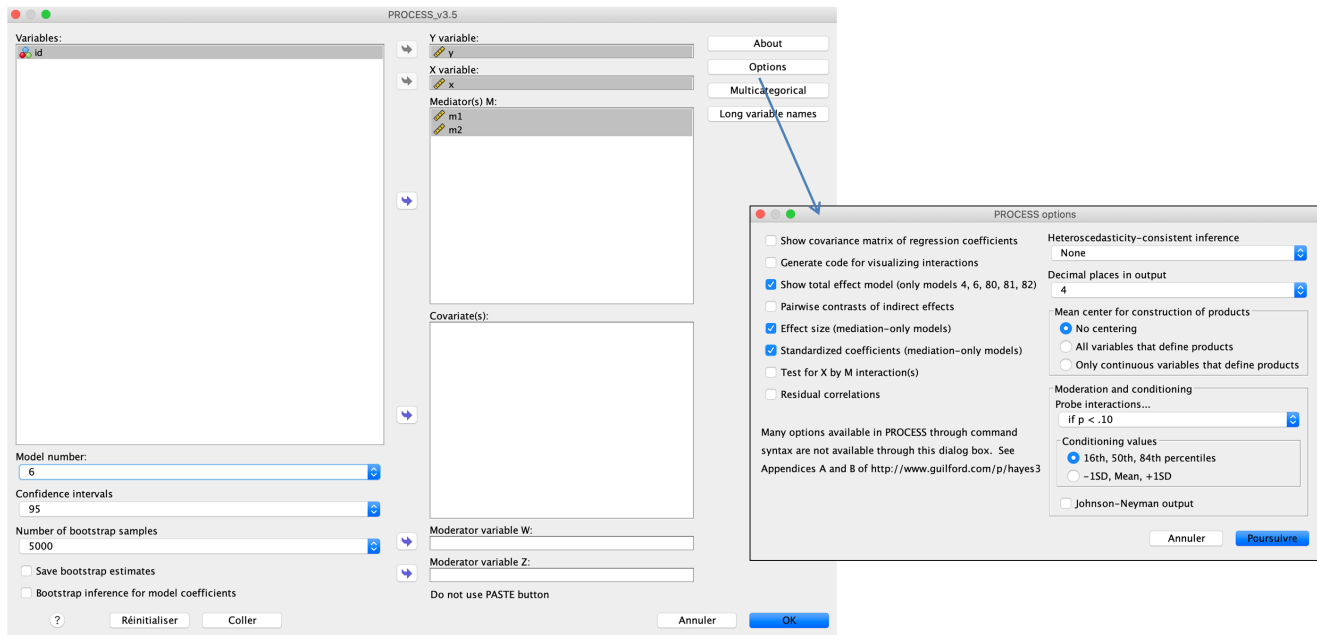 PROCESS_v3.5
Variables:
id
Model number:
6
Confidence intervals
95
Number of bootstrap samples
5000
Save bootstrap estimates
Bootstrap inference for model coefficients
?
Réinitialiser
Coller
Y variable:
y
X variable:
x
Mediator(s) M:
m1
m2
Covariate(s):
Moderator variable W:
Moderator variable Z:
Do not use PASTE button
About
Options
Multicategorical
Long variable names
Annuler
OK
PROCESS options
Show covariance matrix of regression coefficients
Generate code for visualizing interactions
Show total effect model (only models 4, 6, 80, 81, 82)
Pairwise contrasts of indirect effects
Effect size (mediation-only models)
Standardized coefficients (mediation-only models)
Test for X by M interaction(s)
Residual correlations
Many options available in PROCESS through command
syntax are not available through this dialog box. See
Appendices A and B of http://www.guilford.com/p/hayes3
Heteroscedasticity-consistent inference
None
Decimal places in output
4
Mean center for construction of products
No centering
All variables that define products
Only continuous variables that define products
Moderation and conditioning
Probe interactions...
if p < .10
Conditioning values
16th, 50th, 84th percentiles
-1SD, Mean, +1SD
Johnson-Neyman output
Annuler
Poursuivre